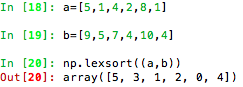 In [18]: a=[5,1,4,2,8,1]
In [19]: b=[9,5,7,4,10,4]
In [20]: np.lexsort((a,b))
Out[20]: array([5, 3, 1, 2, 0, 4])